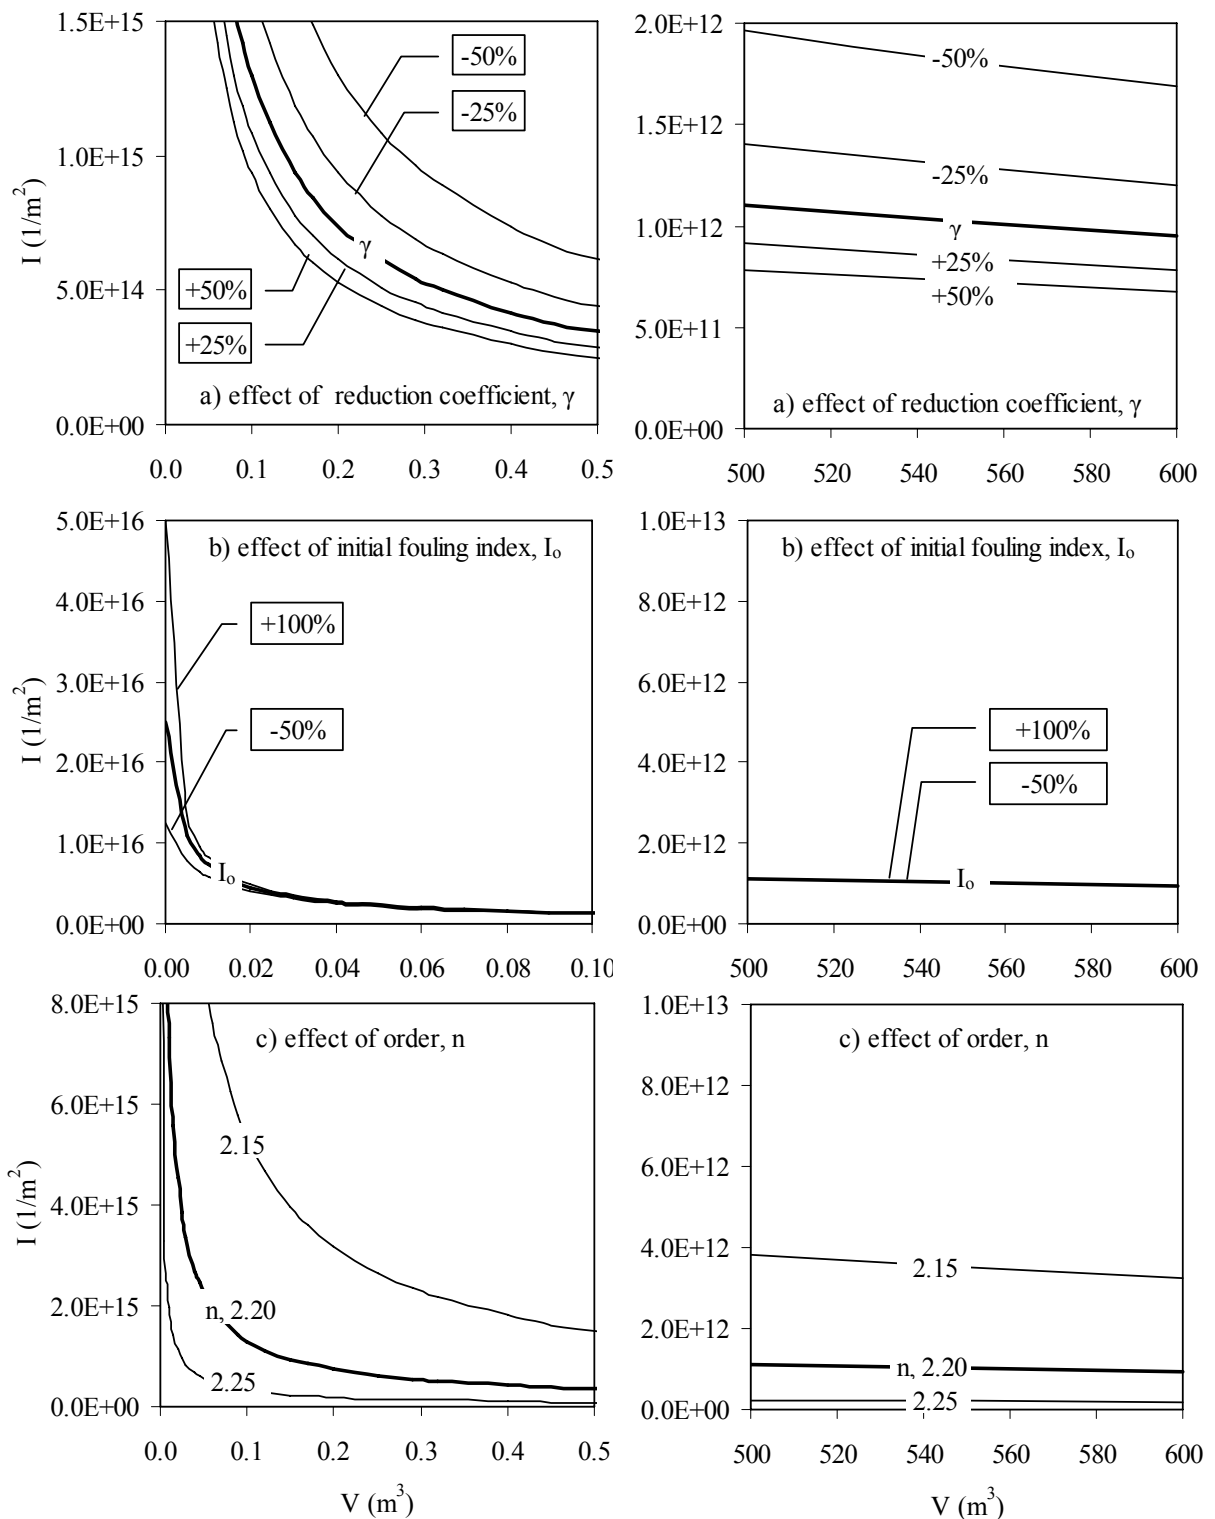 1.5E+15
1.0E+15
5.0E+14
0.0E+00
I (1/m²)
-50%
-25%
γ
+50%
+25%
a) effect of reduction coefficient, γ
0.0 0.1 0.2 0.3 0.4 0.5
2.0E+12
1.5E+12
1.0E+12
5.0E+11
0.0E+00
-50%
-25%
γ
+25%
+50%
a) effect of reduction coefficient, γ
500 520 540 560 580 600
5.0E+16
4.0E+16
3.0E+16
2.0E+16
1.0E+16
0.0E+00
I (1/m²)
b) effect of initial fouling index, Iₒ
+100%
-50%
Iₒ
0.00 0.02 0.04 0.06 0.08 0.10
1.0E+13
8.0E+12
6.0E+12
4.0E+12
2.0E+12
0.0E+00
b) effect of initial fouling index, Iₒ
+100%
-50%
Iₒ
500 520 540 560 580 600
8.0E+15
6.0E+15
4.0E+15
2.0E+15
0.0E+00
I (1/m²)
c) effect of order, n
2.15
n, 2.20
2.25
0.0 0.1 0.2 0.3 0.4 0.5
V (m³)
1.0E+13
8.0E+12
6.0E+12
4.0E+12
2.0E+12
0.0E+00
c) effect of order, n
2.15
n, 2.20
2.25
500 520 540 560 580 600
V (m³)